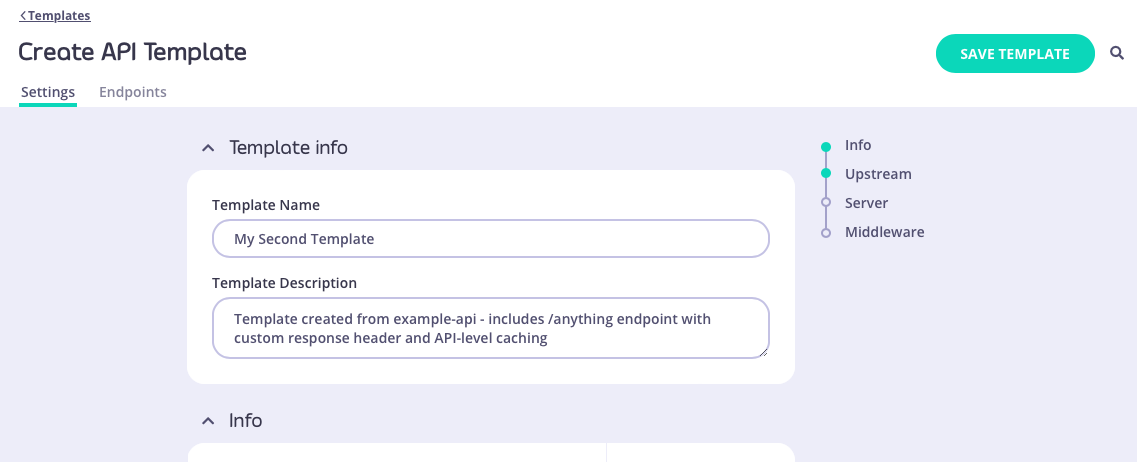 Templates
Create API Template
SAVE TEMPLATE
Settings
Endpoints
Template info
Template Name
My Second Template
Template Description
Template created from example-api - includes /anything endpoint with
custom response header and API-level caching
Info
Info
Upstream
Server
Middleware